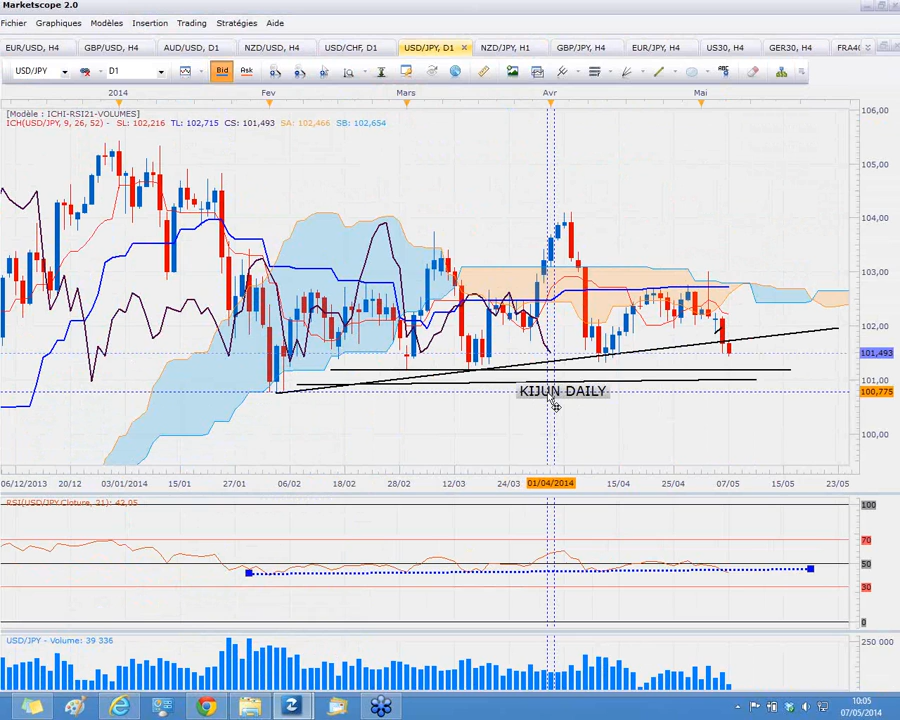 Marketscope 2.0
Fichier Graphiques Modèles Insertion Trading Stratégies Aide
EUR/USD, H4 GBP/USD, H4 AUD/USD, D1 NZD/USD, H4 USD/CHF, D1 USD/JPY, D1 NZD/JPY, H1 GBP/JPY, H4 EUR/JPY, H4 US30, H4 GER30, H4 FRA40
USD/JPY D1 Bid Ask ABC
2014 Fev Mars Avr Mai
[Modèle : ICHI-RSI21-VOLUMES]
ICH(USD/JPY, 9, 26, 52) - SL: 102,216 TL: 102,715 CS: 101,493 SA: 102,466 SB: 102,654
106,00
105,00
104,00
103,00
102,00
101,493
101,00
100,775
KIJUN DAILY
100,00
06/12/2013 20/12 03/01/2014 15/01 27/01 06/02 18/02 28/02 12/03 24/03 01/04/2014 15/04 25/04 07/05 15/05 23/05
RSI(USD/JPY.Cloture, 21): 42,05
100
70
50
30
0
USD/JPY - Volume: 39 336
250 000
10:05
07/05/2014